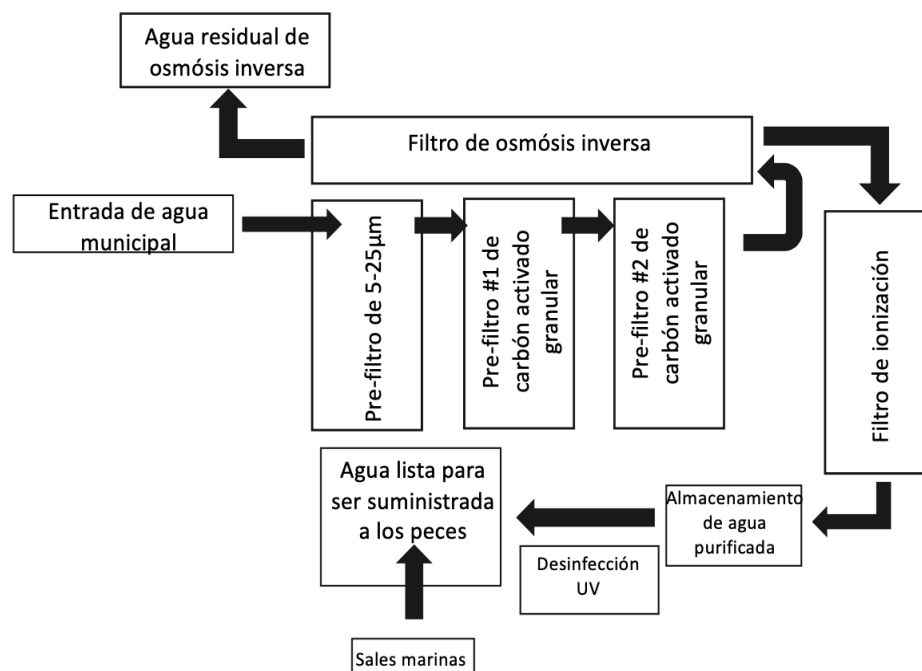 Agua residual de
osmósis inversa
Filtro de osmósis inversa
Entrada de agua
municipal
Pre-filtro de 5-25µm
Pre-filtro #1 de
carbón activado
granular
Pre-filtro #2 de
carbón activado
granular
Filtro de ionización
Agua lista para
ser suministrada
a los peces
Almacenamiento
de agua
purificada
Desinfección
UV
Sales marinas